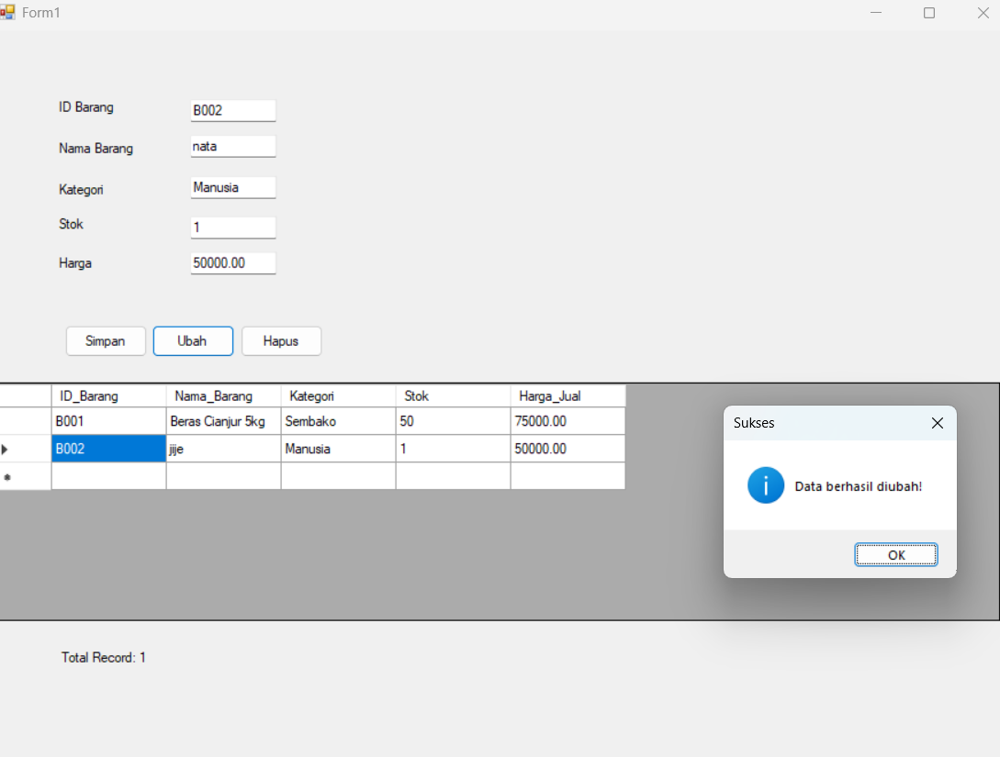 Form1
ID Barang B002
Nama Barang nata
Kategori Manusia
Stok 1
Harga 50000.00
Simpan Ubah Hapus
ID_Barang Nama_Barang Kategori Stok Harga_Jual
B001 Beras Cianjur 5kg Sembako 50 75000.00
B002 jije Manusia 1 50000.00
Sukses
Data berhasil diubah!
OK
Total Record: 1